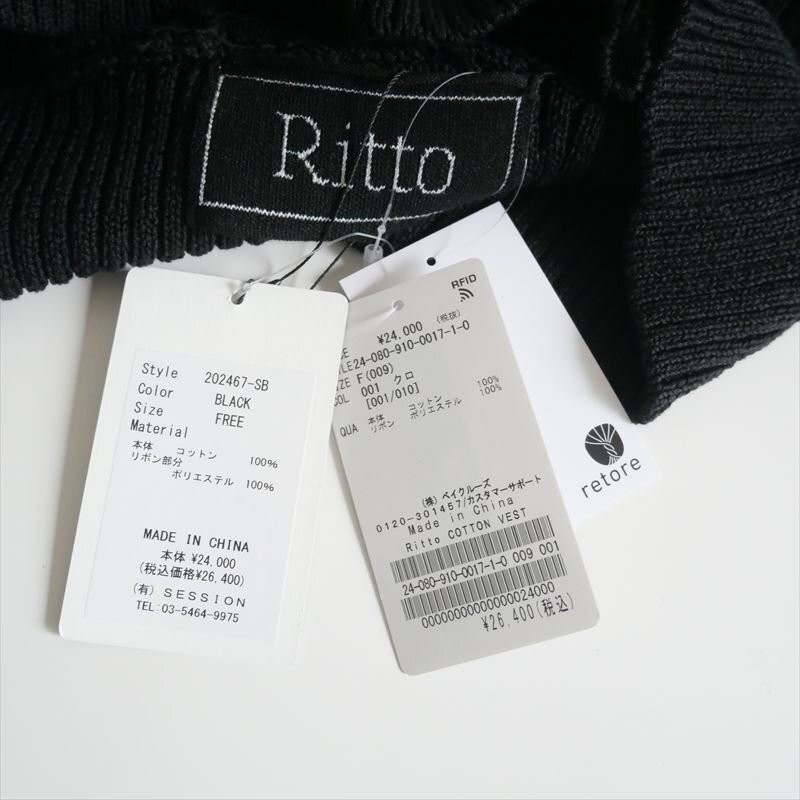 Ritto
Style 202467-SB
Color BLACK
Size FREE
Material
本体 コットン 100%
リボン部分
ポリエステル 100%
MADE IN CHINA
本体 ¥24,000
(税込価格¥26,400)
(有) SESSION
TEL:03-5464-9975
RFID
¥24,000 (税抜)
24-080-910-0017-1-0
F(009)
COL 001 クロ
[001/010]
QUA 本体 コットン 100%
リボン ポリエステル 100%
(株)ベイクルーズ
0120-301457/カスタマーサポート
Made in China
Ritto COTTON VEST
24-080-910-0017-1-0 009 001
¥26,400(税込)
retore